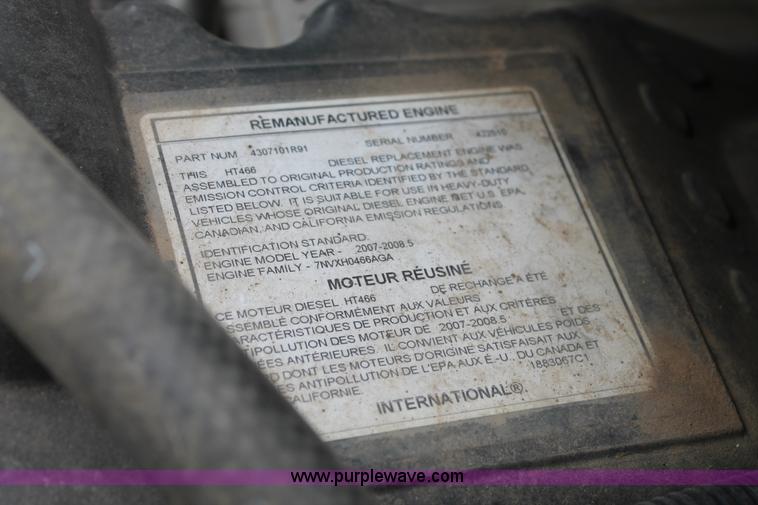 REMANUFACTURED ENGINE
PART NUM 4307101R91 SERIAL NUMBER
THIS HT466 DIESEL REPLACEMENT ENGINE WAS
ASSEMBLED TO ORIGINAL PRODUCTION RATINGS AND
EMISSION CONTROL CRITERIA IDENTIFIED BY THE STANDARD
LISTED BELOW. IT IS SUITABLE FOR USE IN HEAVY-DUTY
VEHICLES WHOSE ORIGINAL DIESEL ENGINE MET U.S. EPA,
CANADIAN, AND CALIFORNIA EMISSION REGULATIONS
IDENTIFICATION STANDARD.
ENGINE MODEL YEAR - 2007-2008.5
ENGINE FAMILY - 7NVXH0466AGA
MOTEUR RÉUSINÉ
CE MOTEUR DIESEL HT466 DE RECHANGE A ÉTÉ
ASSEMBLÉ CONFORMÉMENT AUX VALEURS
CARACTÉRISTIQUES DE PRODUCTION ET AUX CRITÈRES
ANTIPOLLUTION DES MOTEUR DE 2007-2008.5 ET DES
ÉES ANTÉRIEURES. IL CONVIENT AUX VÉHICULES POIDS
D DONT LES MOTEURS D'ORIGINE SATISFAISAIT AUX
ES ANTIPOLLUTION DE L'EPA AUX É.-U., DU CANADA ET
CALIFORNIE. 1883067C1
INTERNATIONAL®
www.purplewave.com